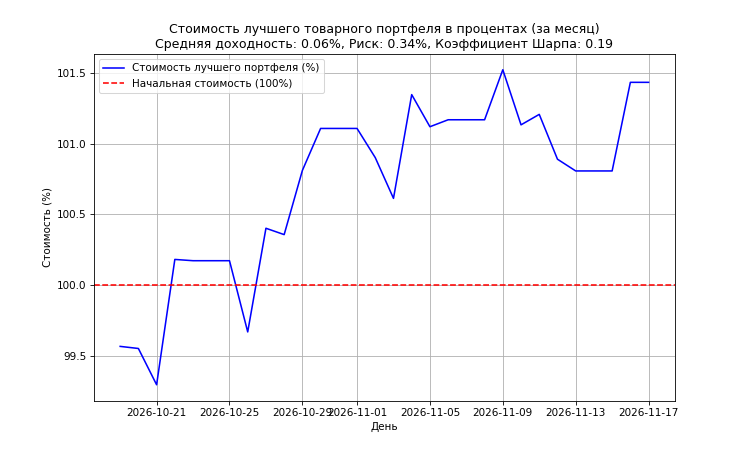 Стоимость лучшего товарного портфеля в процентах (за месяц)
Средняя доходность: 0.06%, Риск: 0.34%, Коэффициент Шарпа: 0.19
Стоимость лучшего портфеля (%)
Начальная стоимость (100%)
Стоимость (%)
101.5
101.0
100.5
100.0
99.5
2026-10-21
2026-10-25
2026-10-29
2026-11-01
2026-11-05
2026-11-09
2026-11-13
2026-11-17
День